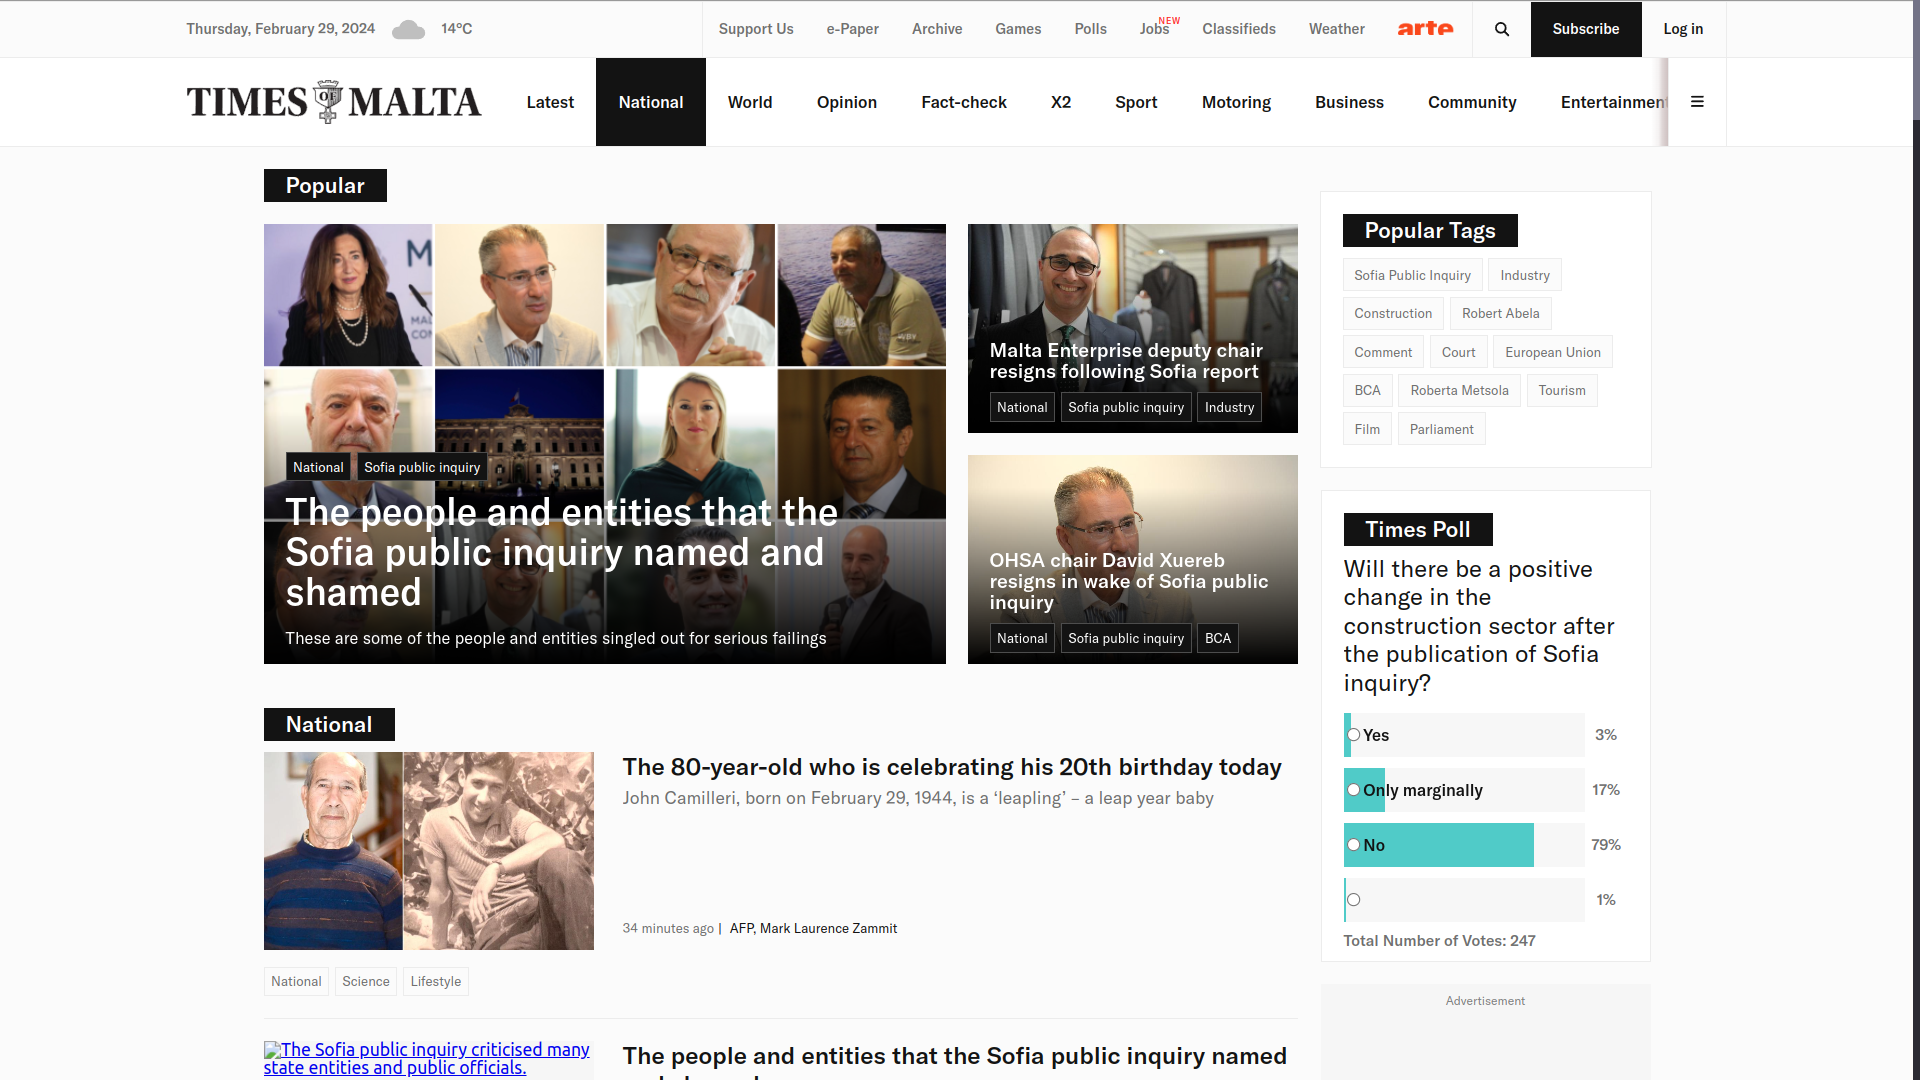 Thursday, February 29, 2024
14°C
Support Us
e-Paper
Archive
Games
Polls
Jobs
NEW
Classifieds
Weather
arte
Subscribe
Log in
TIMES OF MALTA
Latest
National
World
Opinion
Fact-check
X2
Sport
Motoring
Business
Community
Entertainment
Popular
National
Sofia public inquiry
The people and entities that the
Sofia public inquiry named and
shamed
These are some of the people and entities singled out for serious failings
Malta Enterprise deputy chair
resigns following Sofia report
National
Sofia public inquiry
Industry
OHSA chair David Xuereb
resigns in wake of Sofia public
inquiry
National
Sofia public inquiry
BCA
Popular Tags
Sofia Public Inquiry
Industry
Construction
Robert Abela
Comment
Court
European Union
BCA
Roberta Metsola
Tourism
Film
Parliament
Times Poll
Will there be a positive
change in the
construction sector after
the publication of Sofia
inquiry?
Yes
3%
Only marginally
17%
No
79%
1%
Total Number of Votes: 247
Advertisement
National
The 80-year-old who is celebrating his 20th birthday today
John Camilleri, born on February 29, 1944, is a ‘leapling’ – a leap year baby
34 minutes ago | AFP, Mark Laurence Zammit
National
Science
Lifestyle
The Sofia public inquiry criticised many
state entities and public officials.
The people and entities that the Sofia public inquiry named